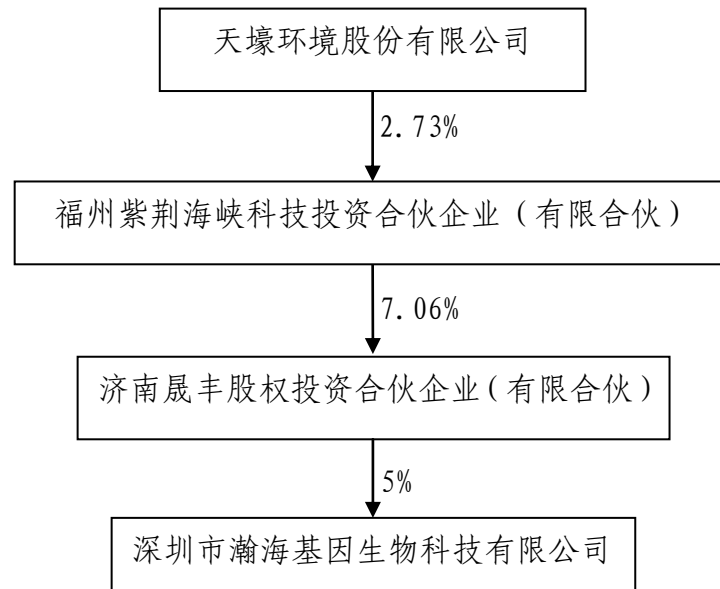 天壕环境股份有限公司
2.73%
福州紫荆海峡科技投资合伙企业（有限合伙）
7.06%
济南晟丰股权投资合伙企业（有限合伙）
5%
深圳市瀚海基因生物科技有限公司